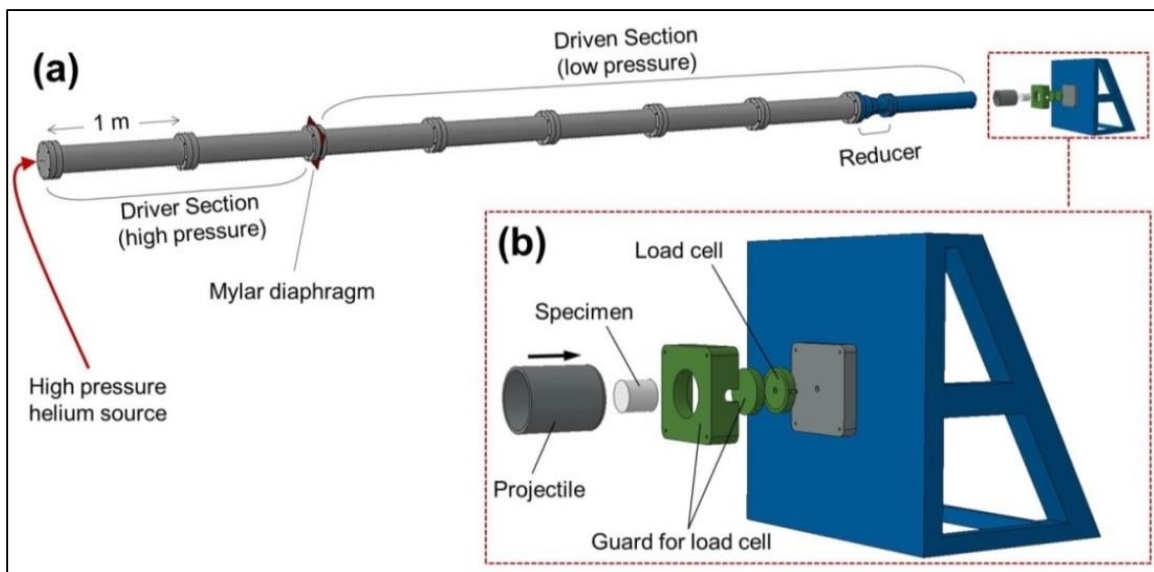 (a)
Driven Section
(low pressure)
1 m
Reducer
Driver Section
(high pressure)
Mylar diaphragm
High pressure
helium source
(b)
Load cell
Specimen
Projectile
Guard for load cell